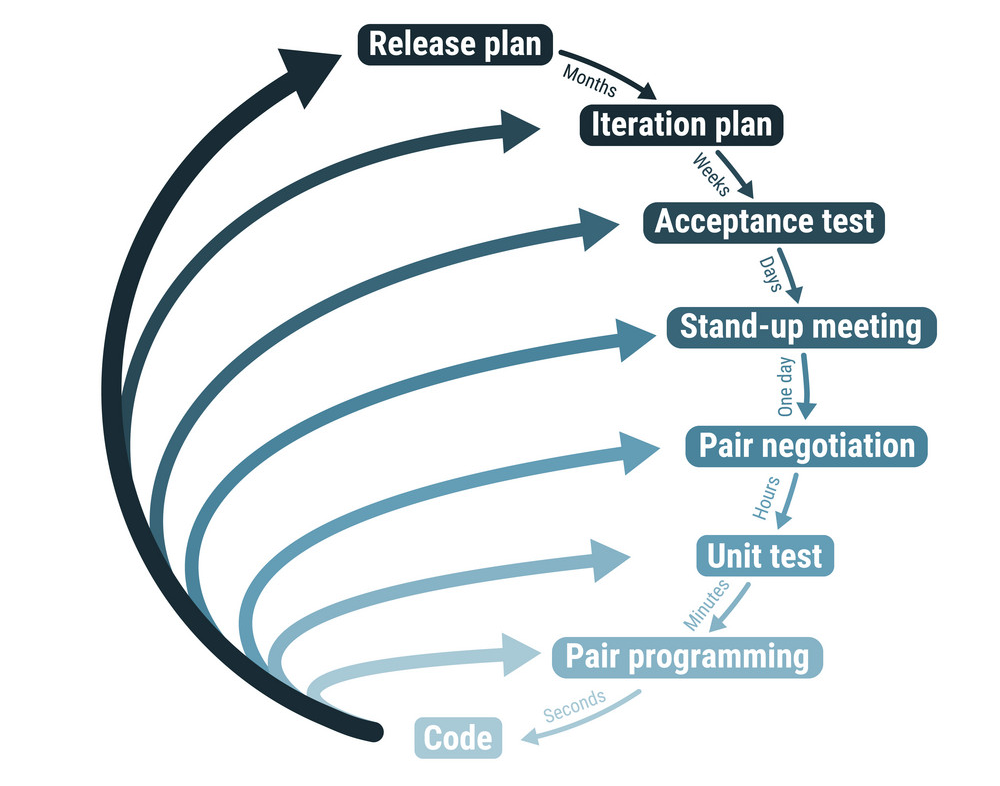 Release plan
Months
Iteration plan
Weeks
Acceptance test
Days
Stand-up meeting
One day
Pair negotiation
Hours
Unit test
Minutes
Pair programming
Seconds
Code